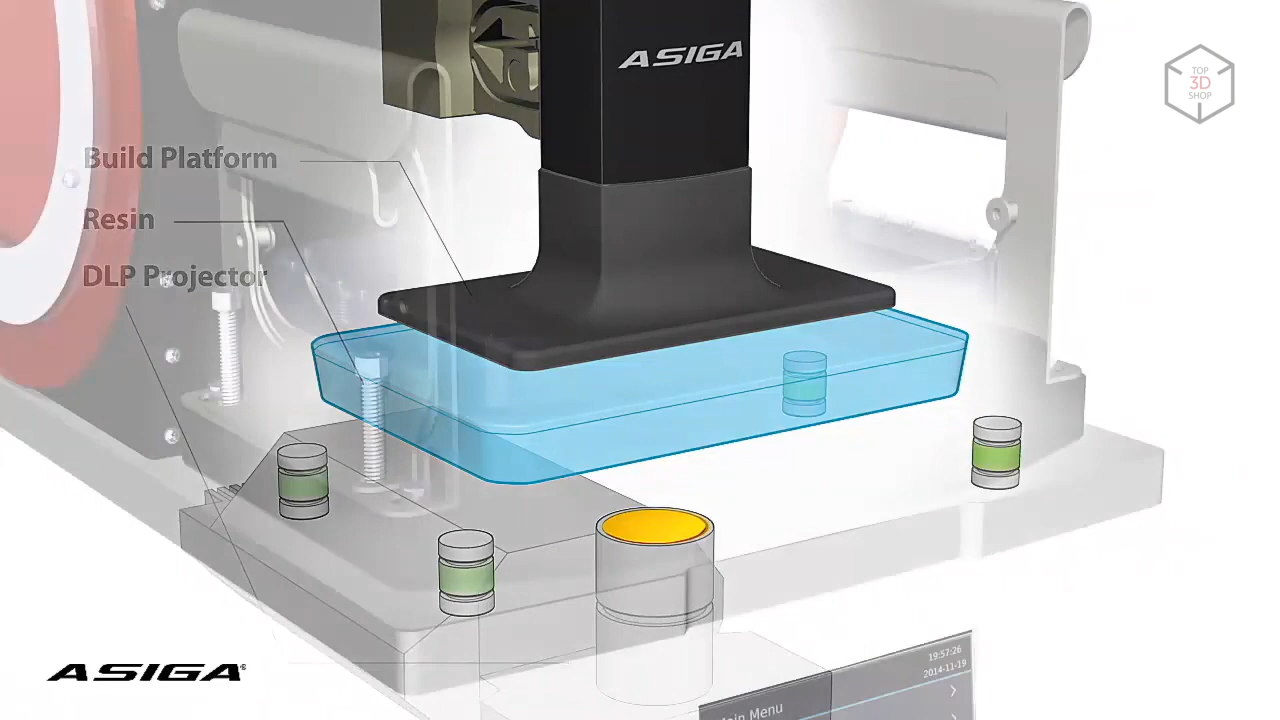 ASIGA
TOP
3D
SHOP
Build Platform
Resin
DLP Projector
ASIGA®
19:57:26
2014-11-19
Main Menu